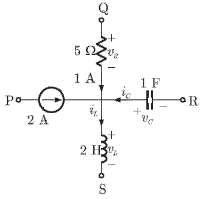 Q
+
5 Ω v_R
−
1 A
1 F
P
i_C
R
2 A
i_L
+ v_C −
+
2 H v_L
−
S